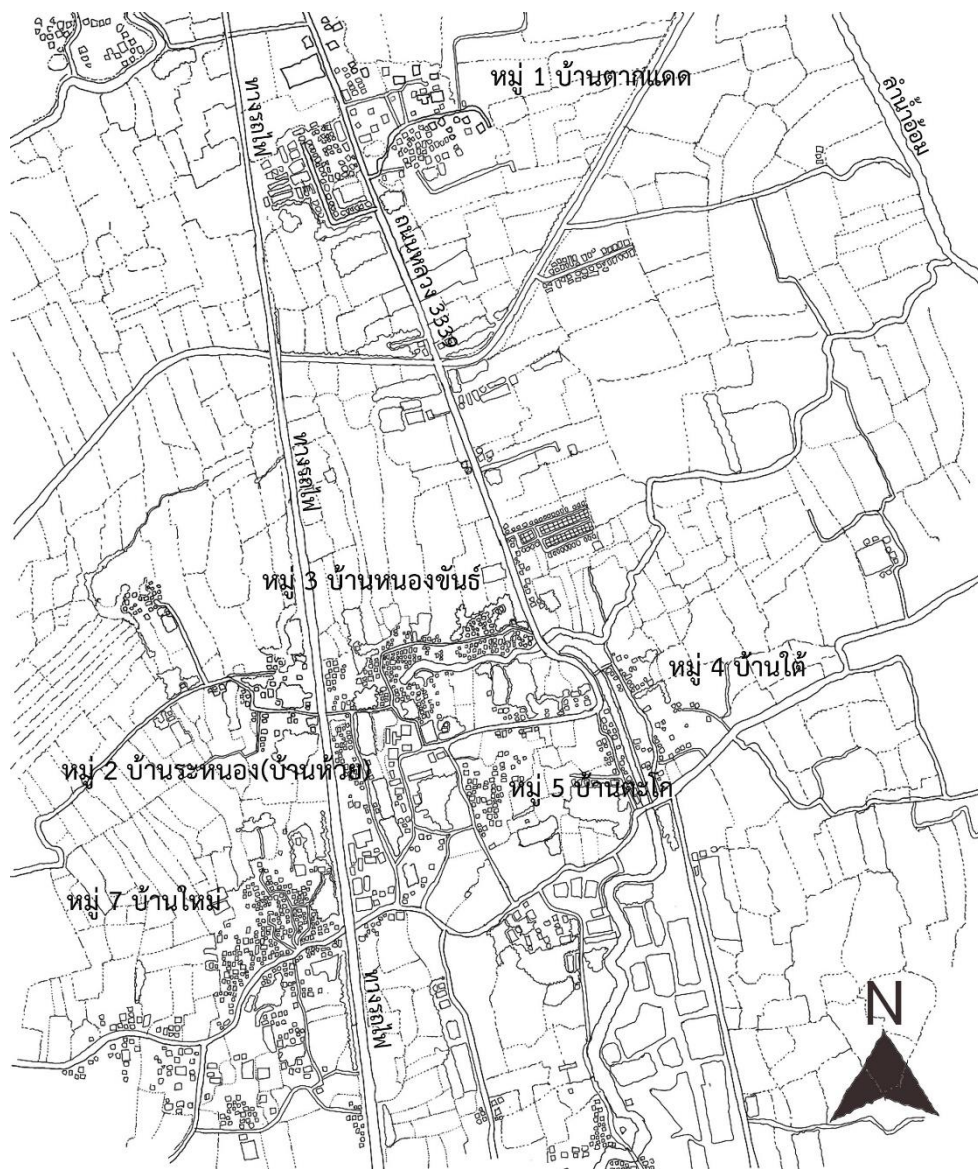 หมู่ 1 บ้านตากแดด
ทางรถไฟ
ลำน้ำอ้อม
ถนนหลวง 3339
ทางรถไฟ
หมู่ 3 บ้านหนองขันธ์
หมู่ 4 บ้านใต้
หมู่ 2 บ้านระหนอง(บ้านห้วย)
หมู่ 5 บ้านตะโค
หมู่ 7 บ้านใหม่
ทางรถไฟ
N